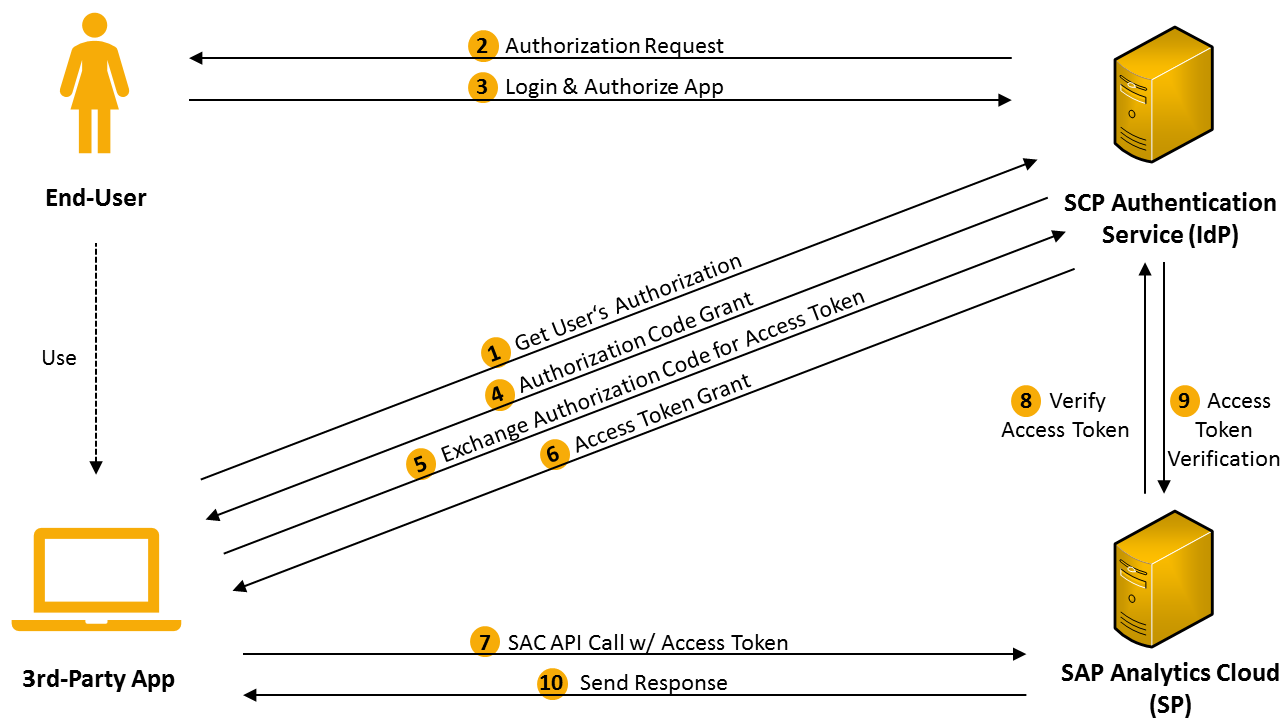 2 Authorization Request
3 Login & Authorize App
End-User
SCP Authentication
Service (IdP)
1 Get User‘s Authorization
4 Authorization Code Grant
5 Exchange Authorization Code for Access Token
6 Access Token Grant
Use
8 Verify
Access Token
9 Access
Token
Verification
7 SAC API Call w/ Access Token
10 Send Response
3rd-Party App
SAP Analytics Cloud
(SP)